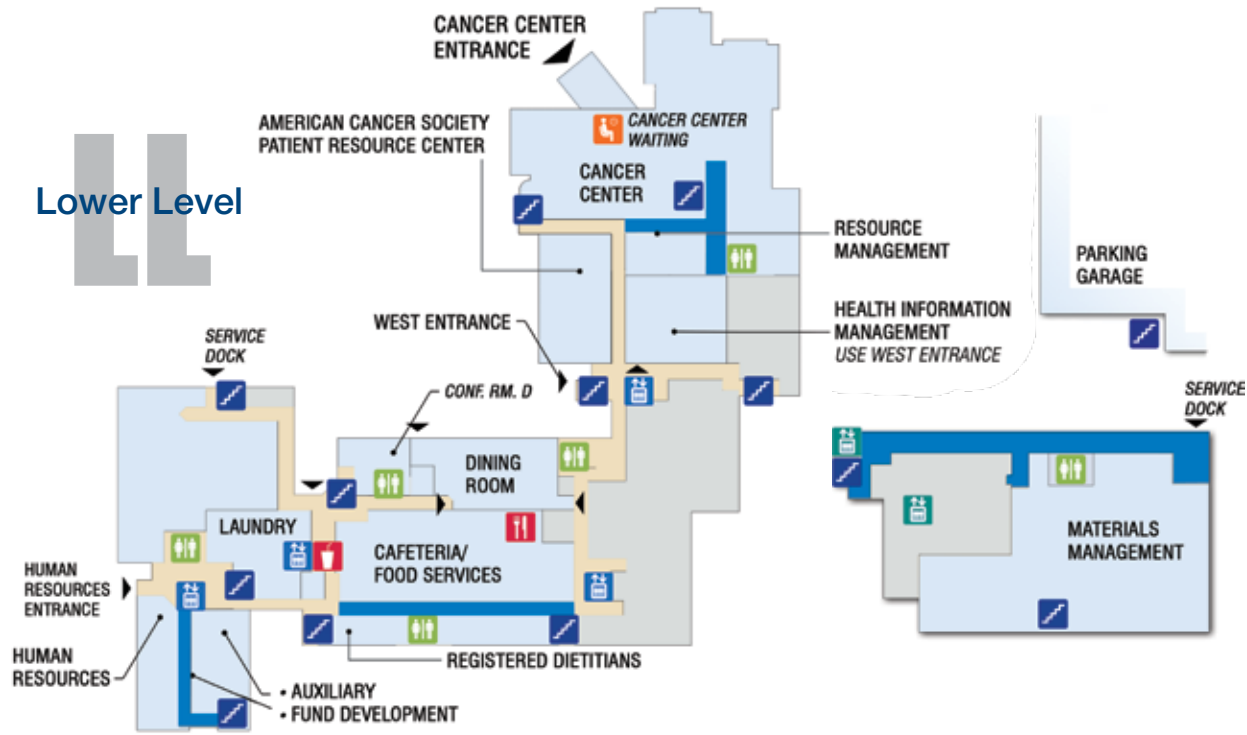 CANCER CENTER
ENTRANCE
AMERICAN CANCER SOCIETY
PATIENT RESOURCE CENTER
CANCER CENTER
WAITING
CANCER
CENTER
LL
Lower Level
RESOURCE
MANAGEMENT
PARKING
GARAGE
WEST ENTRANCE
HEALTH INFORMATION
MANAGEMENT
USE WEST ENTRANCE
SERVICE
DOCK
CONF. RM. D
SERVICE
DOCK
DINING
ROOM
LAUNDRY
CAFETERIA/
FOOD SERVICES
MATERIALS
MANAGEMENT
HUMAN
RESOURCES
ENTRANCE
HUMAN
RESOURCES
REGISTERED DIETITIANS
• AUXILIARY
• FUND DEVELOPMENT